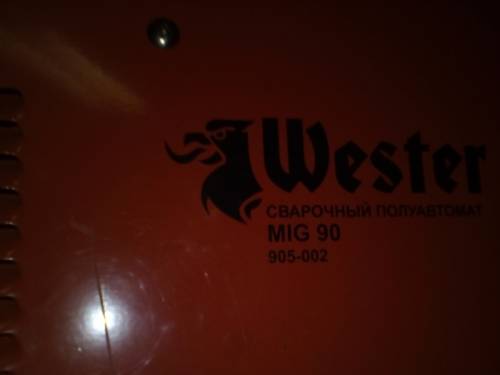 Wester
СВАРОЧНЫЙ ПОЛУАВТОМАТ
MIG 90
905-002